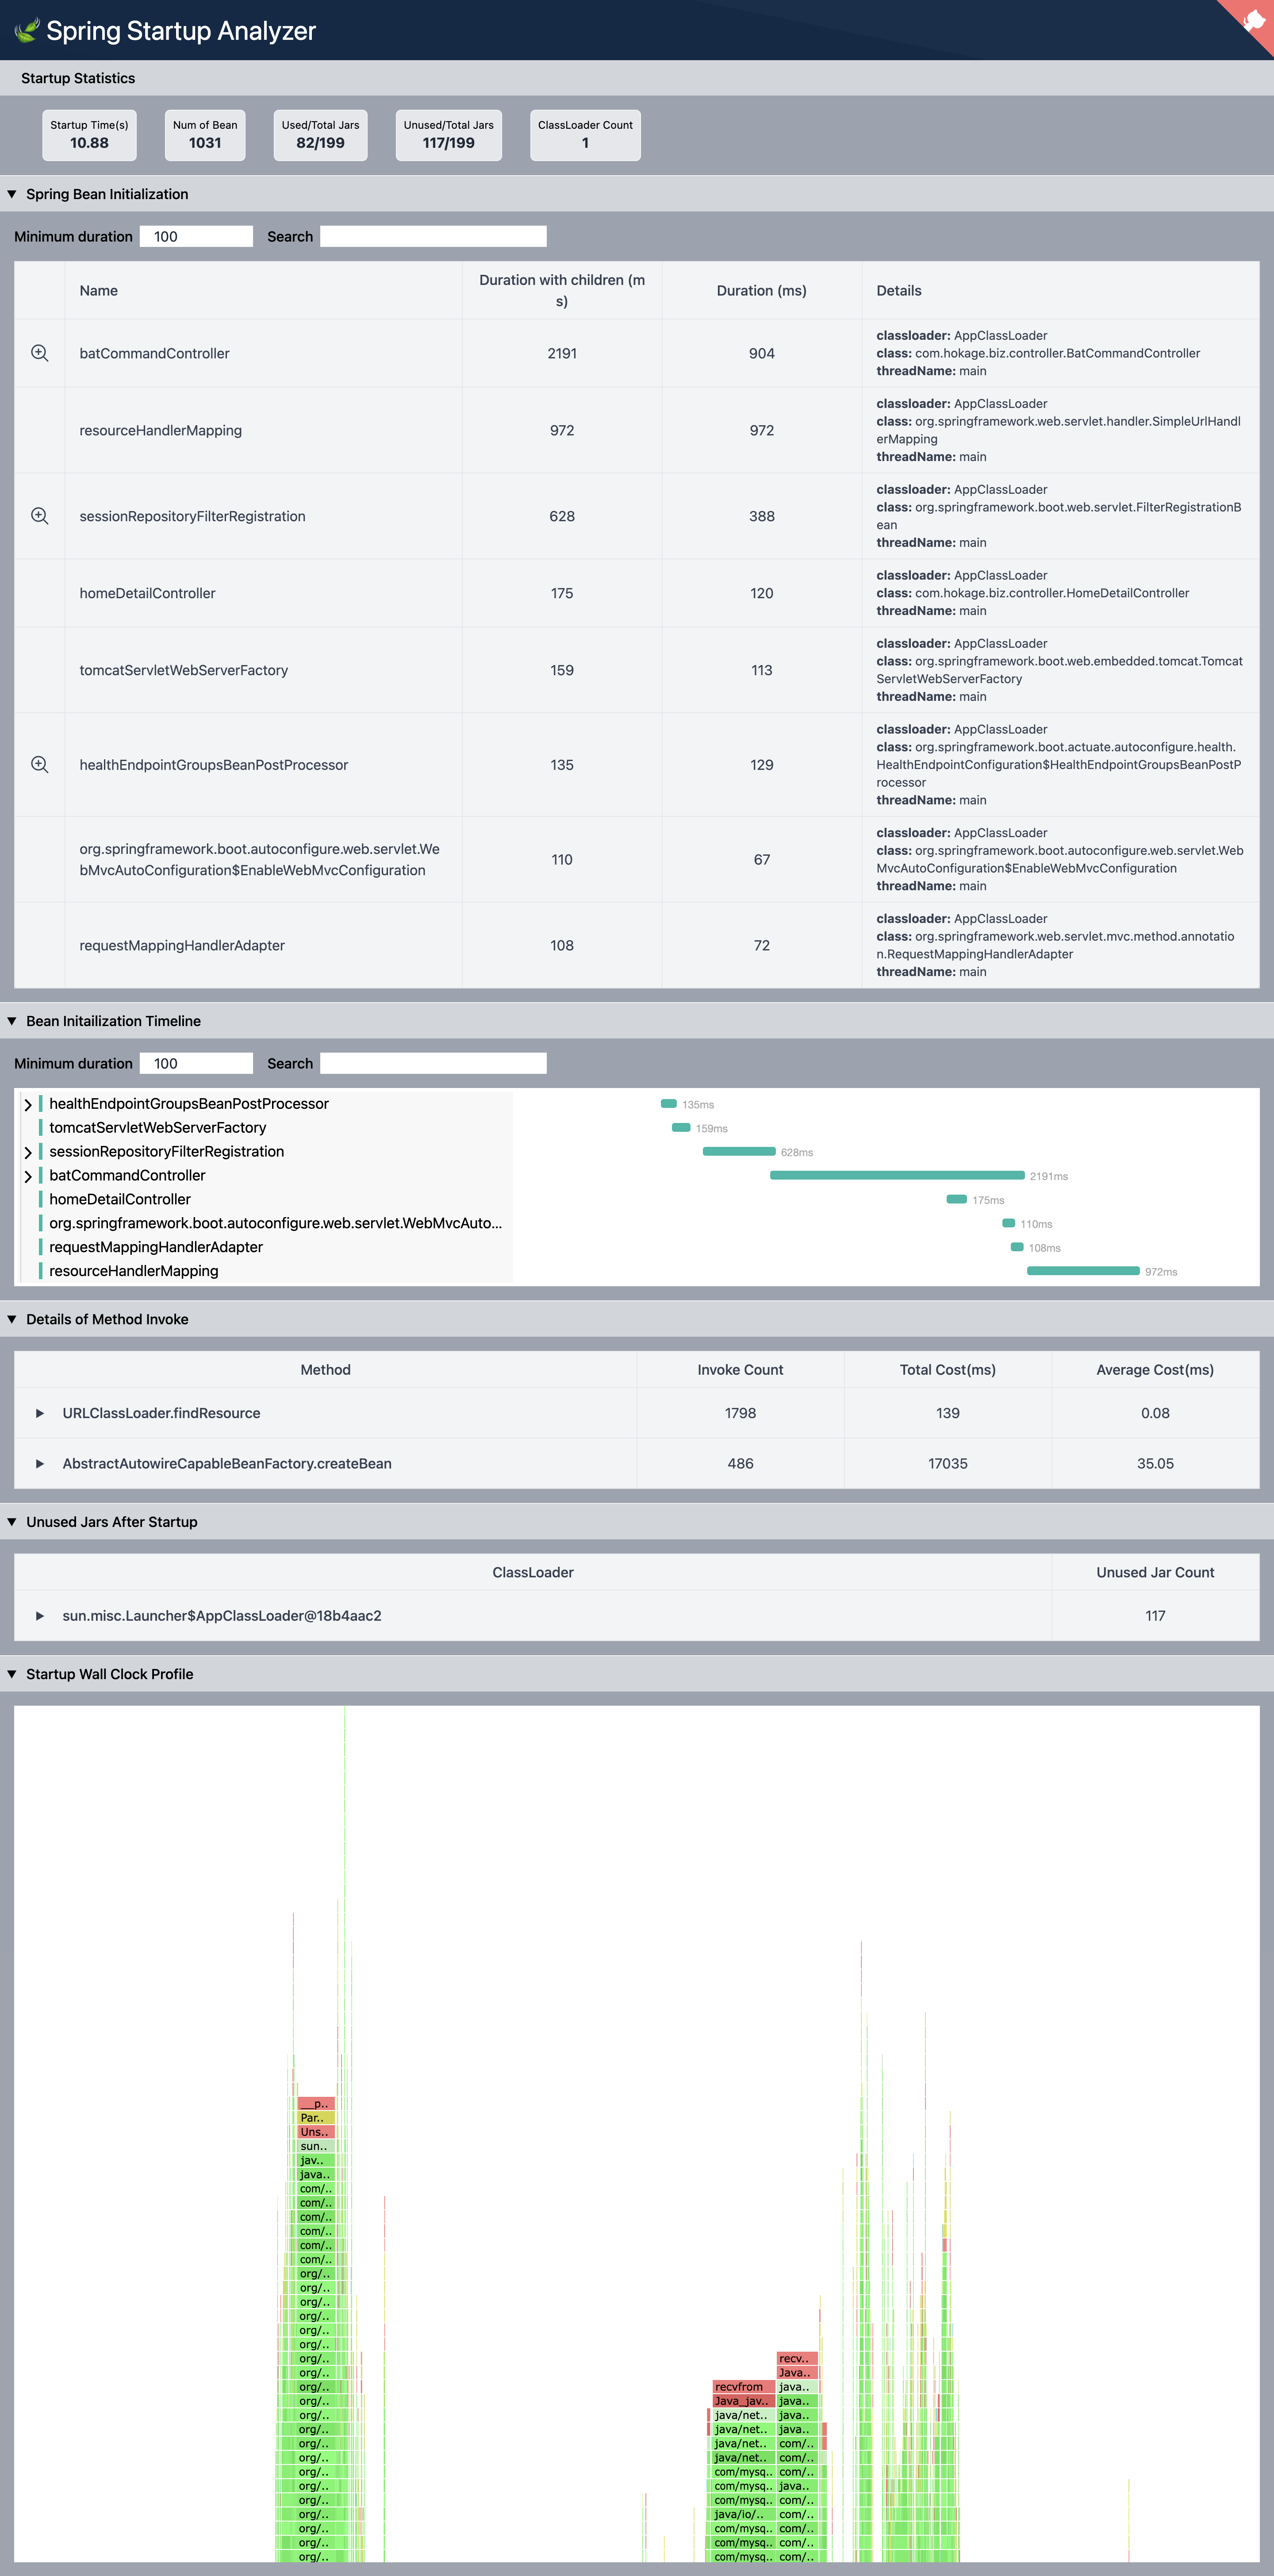 Spring Startup Analyzer
Startup Statistics
Startup Time(s)
10.88
Num of Bean
1031
Used/Total Jars
82/199
Unused/Total Jars
117/199
ClassLoader Count
1
Spring Bean Initialization
Minimum duration 100 Search
Name
Duration with children (m
s)
Duration (ms)
Details
batCommandController
2191
904
classloader: AppClassLoader
class: com.hokage.biz.controller.BatCommandController
threadName: main
resourceHandlerMapping
972
972
classloader: AppClassLoader
class: org.springframework.web.servlet.handler.SimpleUrlHandl
erMapping
threadName: main
sessionRepositoryFilterRegistration
628
388
classloader: AppClassLoader
class: org.springframework.boot.web.servlet.FilterRegistrationB
ean
threadName: main
homeDetailController
175
120
classloader: AppClassLoader
class: com.hokage.biz.controller.HomeDetailController
threadName: main
tomcatServletWebServerFactory
159
113
classloader: AppClassLoader
class: org.springframework.boot.web.embedded.tomcat.Tomcat
ServletWebServerFactory
threadName: main
healthEndpointGroupsBeanPostProcessor
135
129
classloader: AppClassLoader
class: org.springframework.boot.actuate.autoconfigure.health.
HealthEndpointConfiguration$HealthEndpointGroupsBeanPostP
rocessor
threadName: main
org.springframework.boot.autoconfigure.web.servlet.We
bMvcAutoConfiguration$EnableWebMvcConfiguration
110
67
classloader: AppClassLoader
class: org.springframework.boot.autoconfigure.web.servlet.Web
MvcAutoConfiguration$EnableWebMvcConfiguration
threadName: main
requestMappingHandlerAdapter
108
72
classloader: AppClassLoader
class: org.springframework.web.servlet.mvc.method.annotatio
n.RequestMappingHandlerAdapter
threadName: main
Bean Initailization Timeline
Minimum duration 100 Search
healthEndpointGroupsBeanPostProcessor 135ms
tomcatServletWebServerFactory 159ms
sessionRepositoryFilterRegistration 628ms
batCommandController 2191ms
homeDetailController 175ms
org.springframework.boot.autoconfigure.web.servlet.WebMvcAuto... 110ms
requestMappingHandlerAdapter 108ms
resourceHandlerMapping 972ms
Details of Method Invoke
Method Invoke Count Total Cost(ms) Average Cost(ms)
URLClassLoader.findResource 1798 139 0.08
AbstractAutowireCapableBeanFactory.createBean 486 17035 35.05
Unused Jars After Startup
ClassLoader Unused Jar Count
sun.misc.Launcher$AppClassLoader@18b4aac2 117
Startup Wall Clock Profile
__p..
Par..
Uns..
sun..
jav..
java..
com/..
com/..
com/..
com/..
com/..
com/..
org/..
org/..
org/..
org/..
org/..
org/..
org/.. recv..
org/.. Java..
org/.. recvfrom java..
org/.. Java_jav.. java..
org/.. java/net.. java..
org/.. java/net.. java..
org/.. java/net.. com/..
org/.. java/net.. com/..
org/.. com/mysq.. com/..
org/.. com/mysq.. java..
org/.. com/mysq.. com/..
org/.. java/io/.. com/..
org/.. com/mysq.. com/..
org/.. com/mysq.. com/..
org/.. com/mysq.. com/..